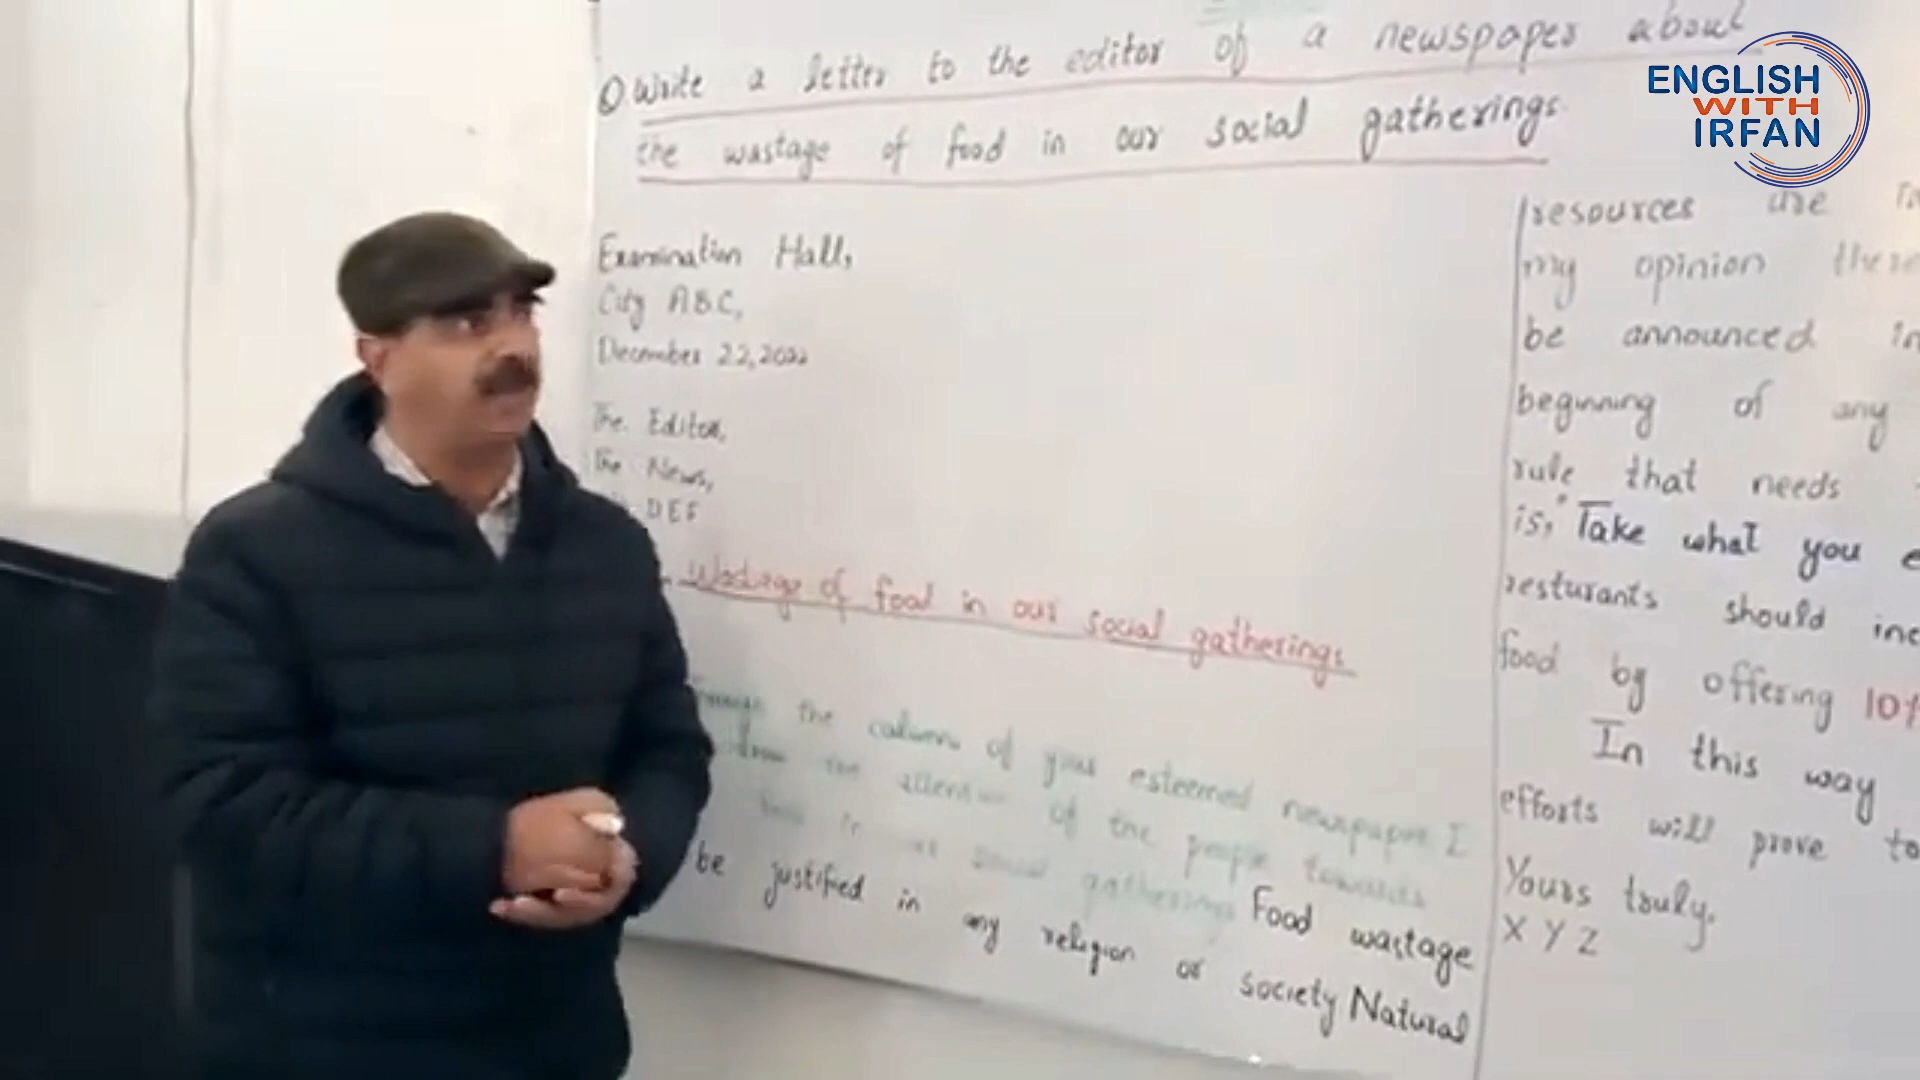 Write a letter to the editor of a newspaper about
the wastage of food in our social gatherings
Examination Hall,
City ABC,
December 22, 2022
The Editor,
The News,
DEF
Wastage of food in our social gatherings
the column of your esteemed newspaper I
the attention of the people towards
social gatherings Food wastage
be justified in any religion or society Natural
resources are
my opinion there
be announced in
beginning of any
rule that needs
is, "Take what you
resturants should
food by offering 10%
In this way
efforts will prove to
Yours truly,
X Y Z
ENGLISH
WITH
IRFAN